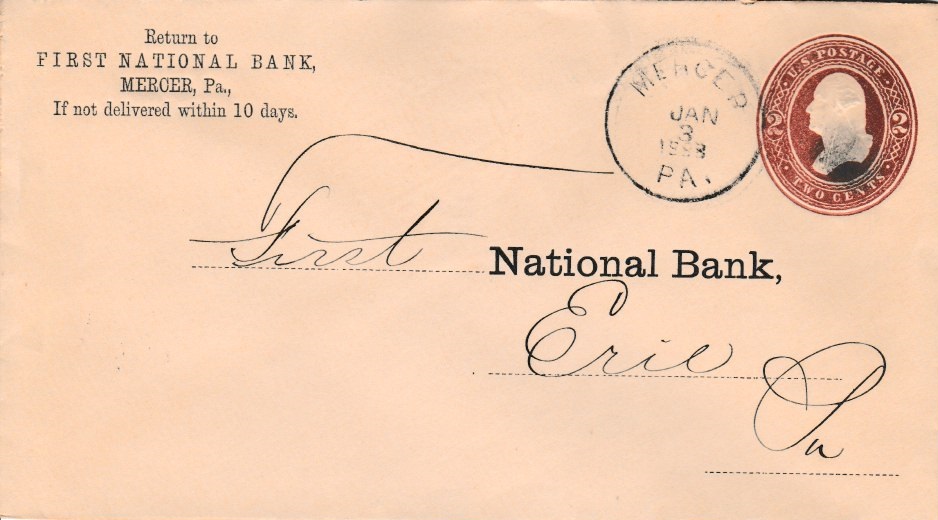 Return to
FIRST NATIONAL BANK,
MERCER, Pa.,
If not delivered within 10 days.
MERCER
JAN
3
PA.
U.S. POSTAGE
2 2
TWO CENTS
First National Bank,
Erie
Pa